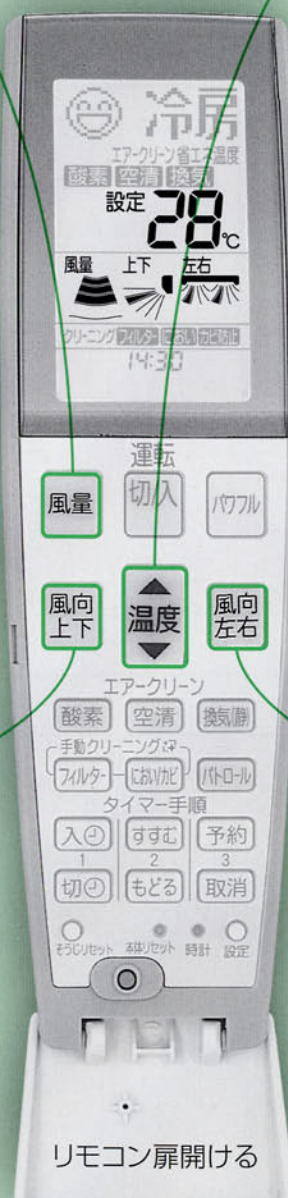 冷房
エアークリーン 省エネ温度
酸素 空清 換気
設定 28℃
風量 上下 左右
クリーニング フィルター におい カビ防止
14:30
運転
風量 切/入 パワフル
風向上下 温度 風向左右
エアークリーン
酸素 空清 換気(静)
手動クリーニング
フィルター におい/カビ パトロール
タイマー手順
入 すすむ 予約
1 2 3
切 もどる 取消
そうじリセット 本体リセット 時計 設定
リモコン扉開ける